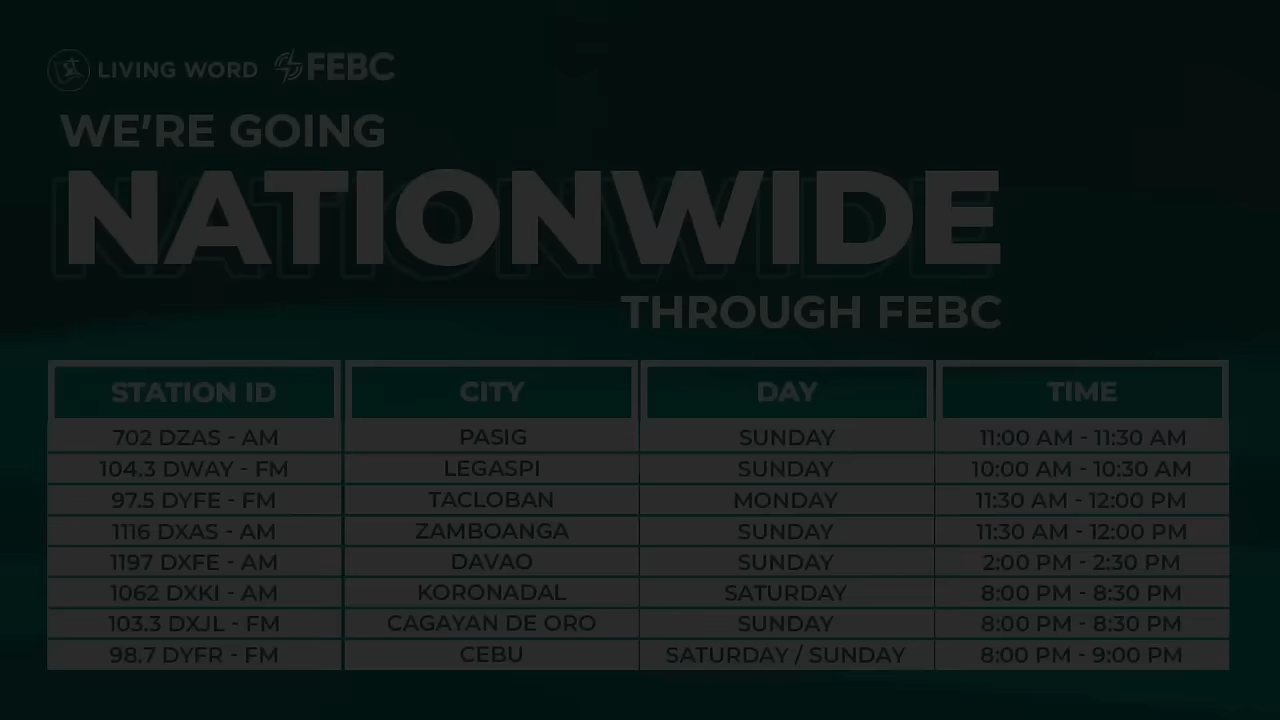 LIVING WORD FEBC
WE'RE GOING
NATIONWIDE
THROUGH FEBC
STATION ID CITY DAY TIME
702 DZAS - AM PASIG SUNDAY 11:00 AM - 11:30 AM
104.3 DWAY - FM LEGASPI SUNDAY 10:00 AM - 10:30 AM
97.5 DYFE - FM TACLOBAN MONDAY 11:30 AM - 12:00 PM
1116 DXAS - AM ZAMBOANGA SUNDAY 11:30 AM - 12:00 PM
1197 DXFE - AM DAVAO SUNDAY 2:00 PM - 2:30 PM
1062 DXKI - AM KORONADAL SATURDAY 8:00 PM - 8:30 PM
103.3 DXJL - FM CAGAYAN DE ORO SUNDAY 8:00 PM - 8:30 PM
98.7 DYFR - FM CEBU SATURDAY / SUNDAY 8:00 PM - 9:00 PM